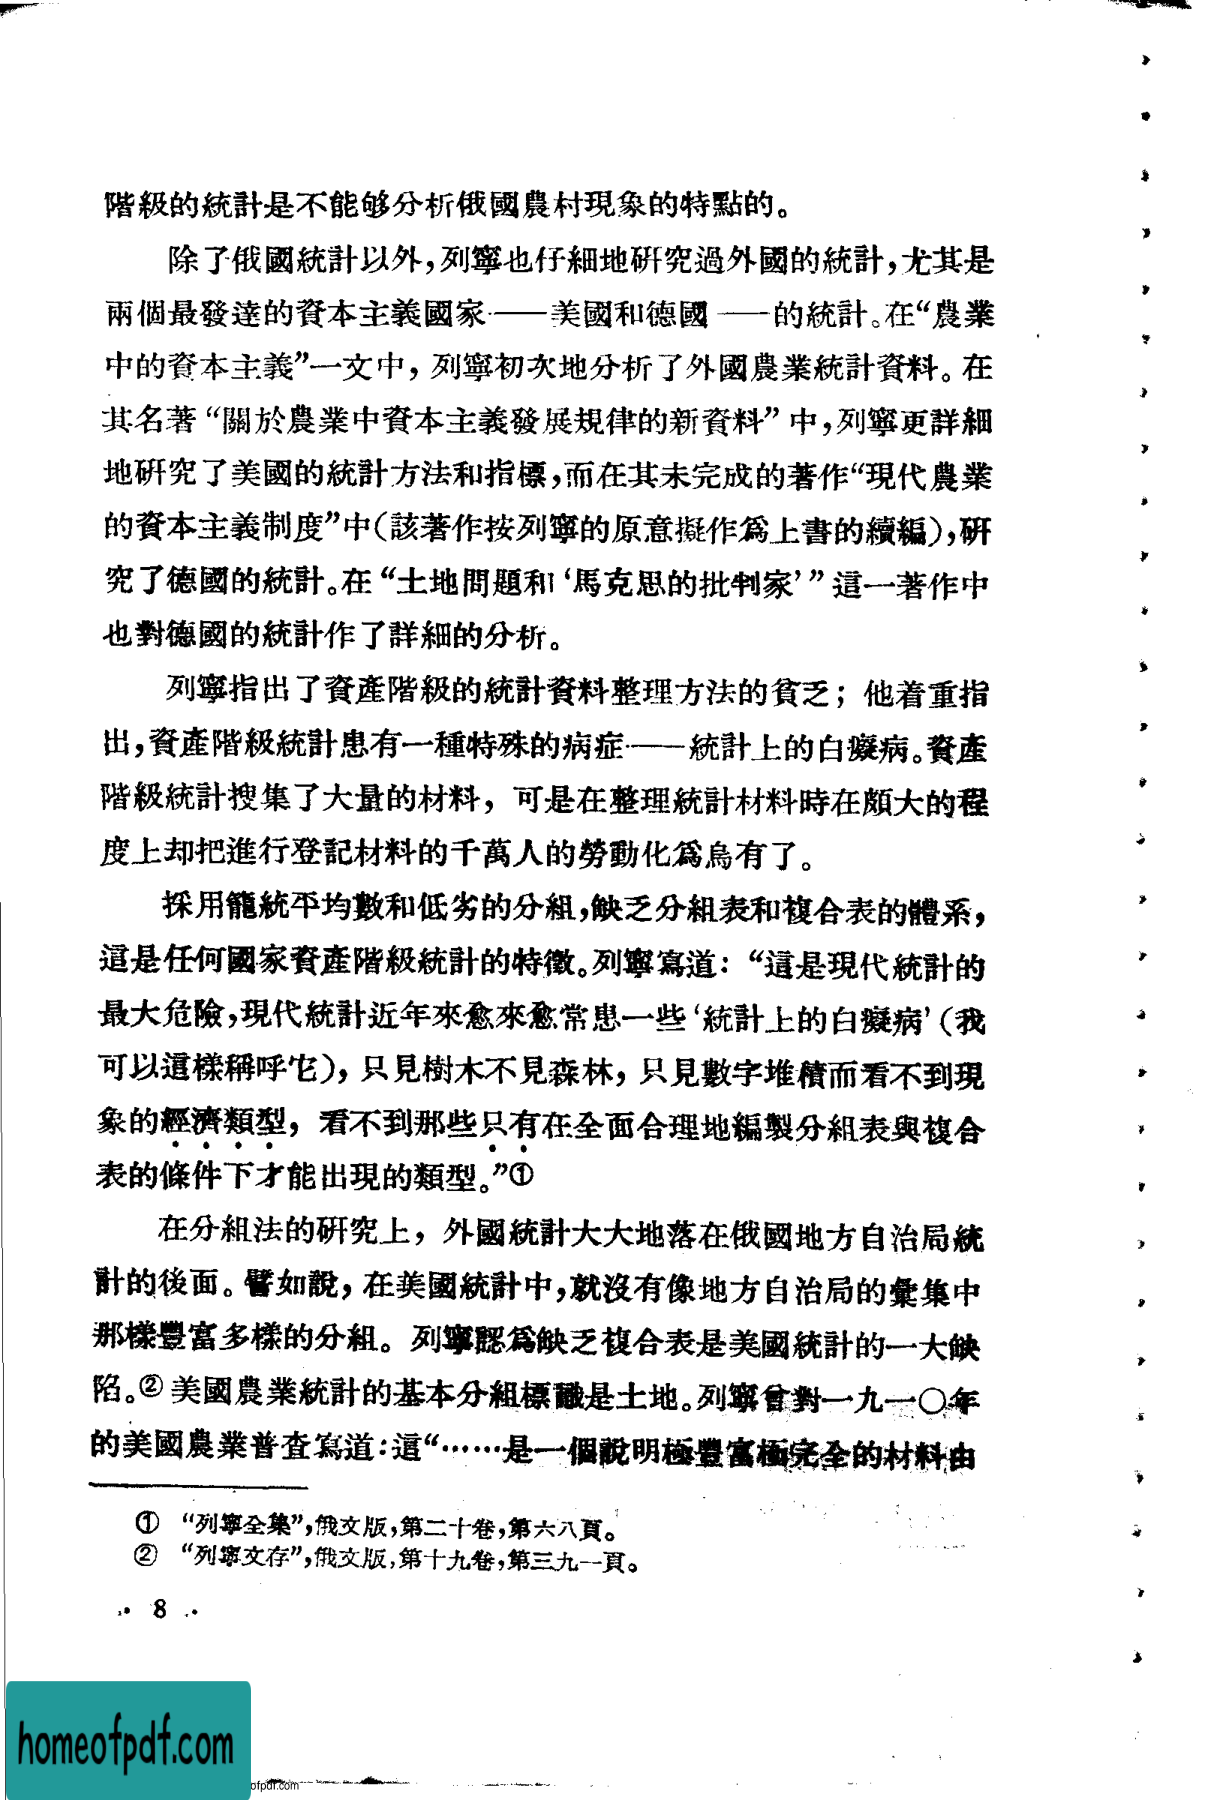 階級的統計是不能够分析俄國農村現象的特點的。
除了俄國統計以外,列寧也仔細地研究過外國的統計,尤其是
兩個最發達的資本主義國家——美國和德國——的統計。在“農業
中的資本主義”一文中,列寧初次地分析了外國農業統計資料。在
其名著“關於農業中資本主義發展規律的新資料”中,列寧更詳細
地研究了美國的統計方法和指標,而在其未完成的著作“現代農業
的資本主義制度”中(該著作按列寧的原意擬作爲上書的續編),研
究了德國的統計。在“土地問題和‘馬克思的批判家’”這一著作中
也對德國的統計作了詳細的分析。
列寧指出了資產階級的統計資料整理方法的貧乏；他着重指
出,資產階級統計患有一種特殊的病症——統計上的白癡病。資產
階級統計搜集了大量的材料，可是在整理統計材料時在頗大的程
度上却把進行登記材料的千萬人的勞動化爲烏有了。
採用籠統平均數和低劣的分組,缺乏分組表和複合表的體系,
這是任何國家資產階級統計的特徵。列寧寫道：“這是現代統計的
最大危險,現代統計近年來愈來愈常患一些‘統計上的白癡病’(我
可以這樣稱呼它),只見樹木不見森林，只見數字堆積而看不到現
象的經濟類型，看不到那些只有在全面合理地編製分組表與複合
表的條件下才能出現的類型。”①
在分組法的研究上，外國統計大大地落在俄國地方自治局統
計的後面。譬如說，在美國統計中,就沒有像地方自治局的彙集中
那樣豐富多樣的分組。列寧認爲缺乏複合表是美國統計的一大缺
陷。②美國農業統計的基本分組標識是土地。列寧曾對一九一〇年
的美國農業普查寫道：這“……是一個說明極豐富極完全的材料由
① “列寧全集”,俄文版,第二十卷,第六八頁。
② “列寧文存”,俄文版,第十九卷,第三九一頁。
·· 8 ··
homeofpdf.com
ofpdf.com